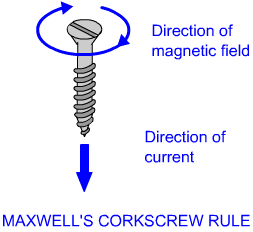 Direction of
magnetic field
Direction of
current
MAXWELL'S CORKSCREW RULE